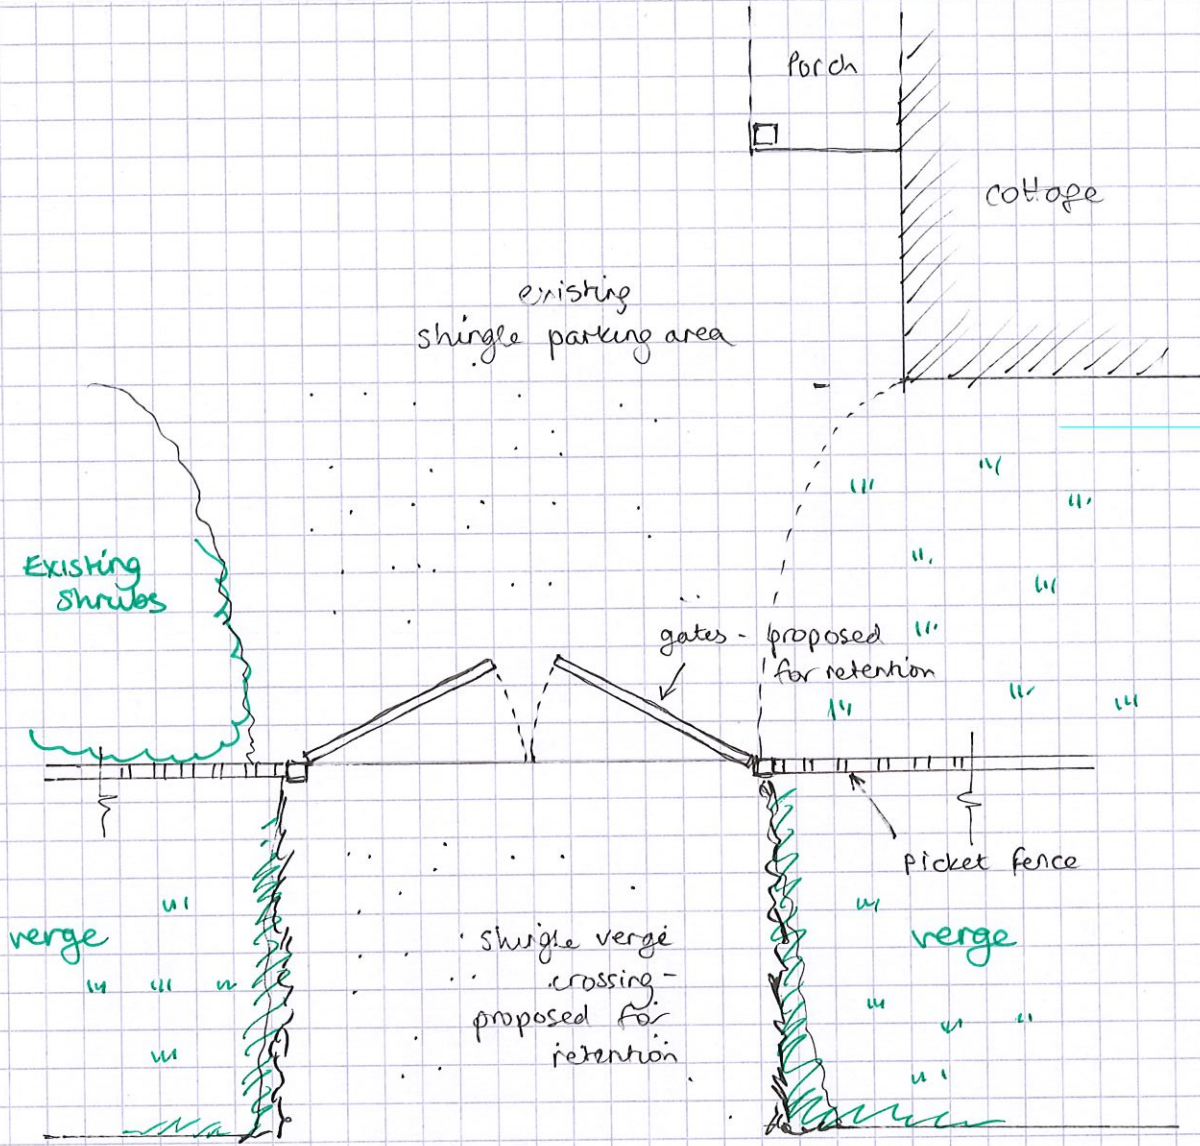 Porch
cottage
existing
shingle parking area
Existing
Shrubs
gates - proposed
for retention
picket fence
verge
shingle verge
crossing -
proposed for
retention
verge